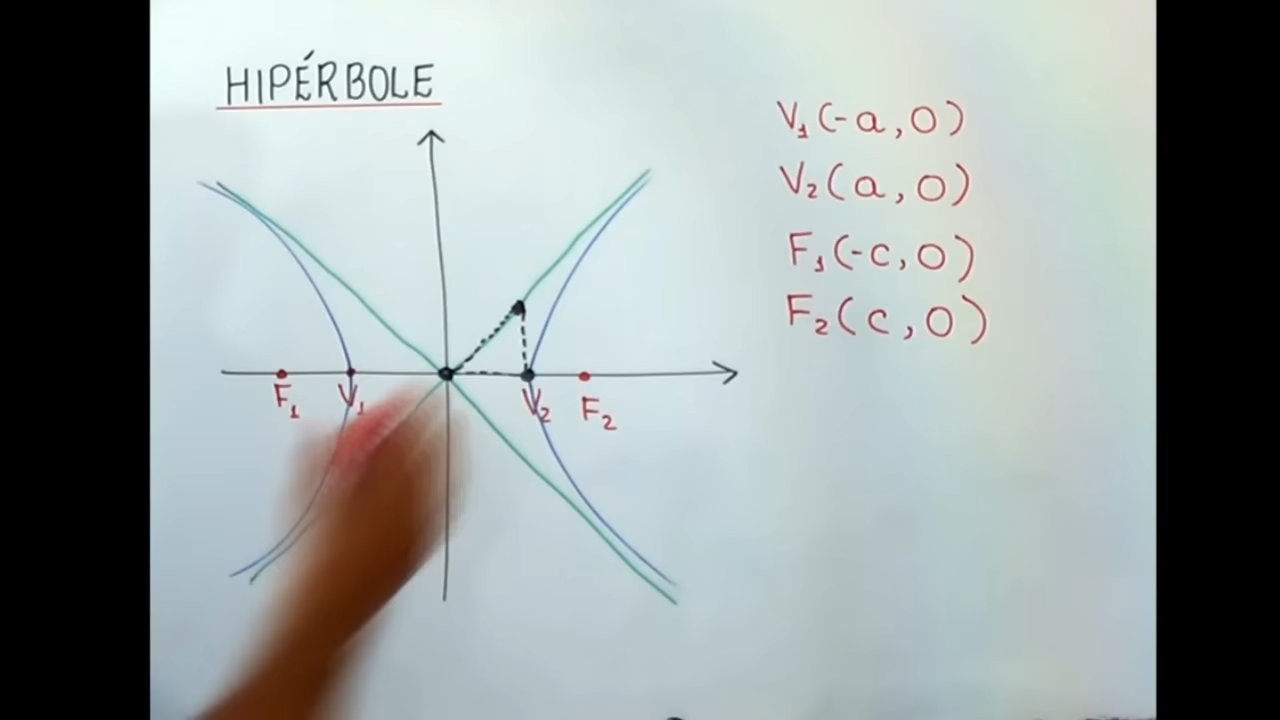 HIPÉRBOLE
V₁(-a,0)
V₂(a,0)
F₁(-c,0)
F₂(c,0)
F₁ V₁ V₂ F₂